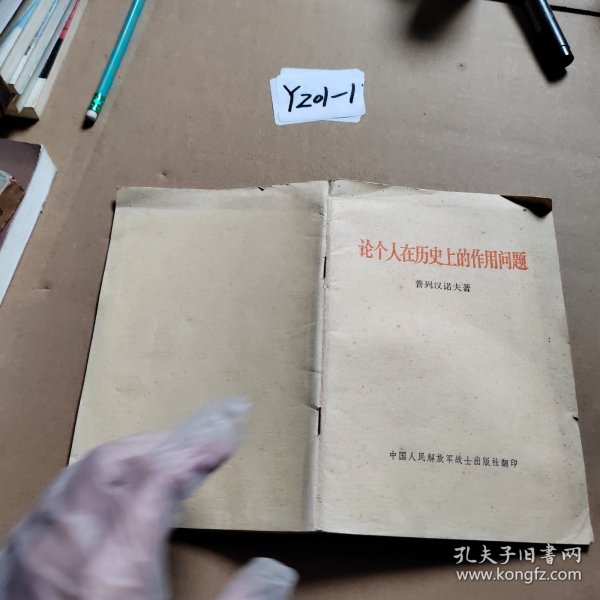 Y201-1
论个人在历史上的作用问题
普列汉诺夫著
中国人民解放军战士出版社翻印
孔夫子旧书网
www.kongfz.com